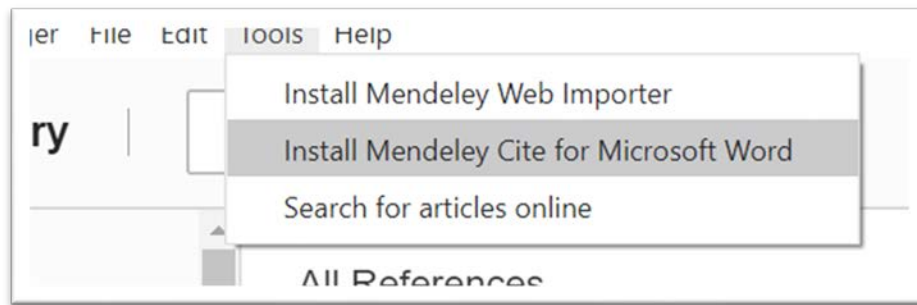 ger File Edit Tools Help
Install Mendeley Web Importer
ry
Install Mendeley Cite for Microsoft Word
Search for articles online
All References